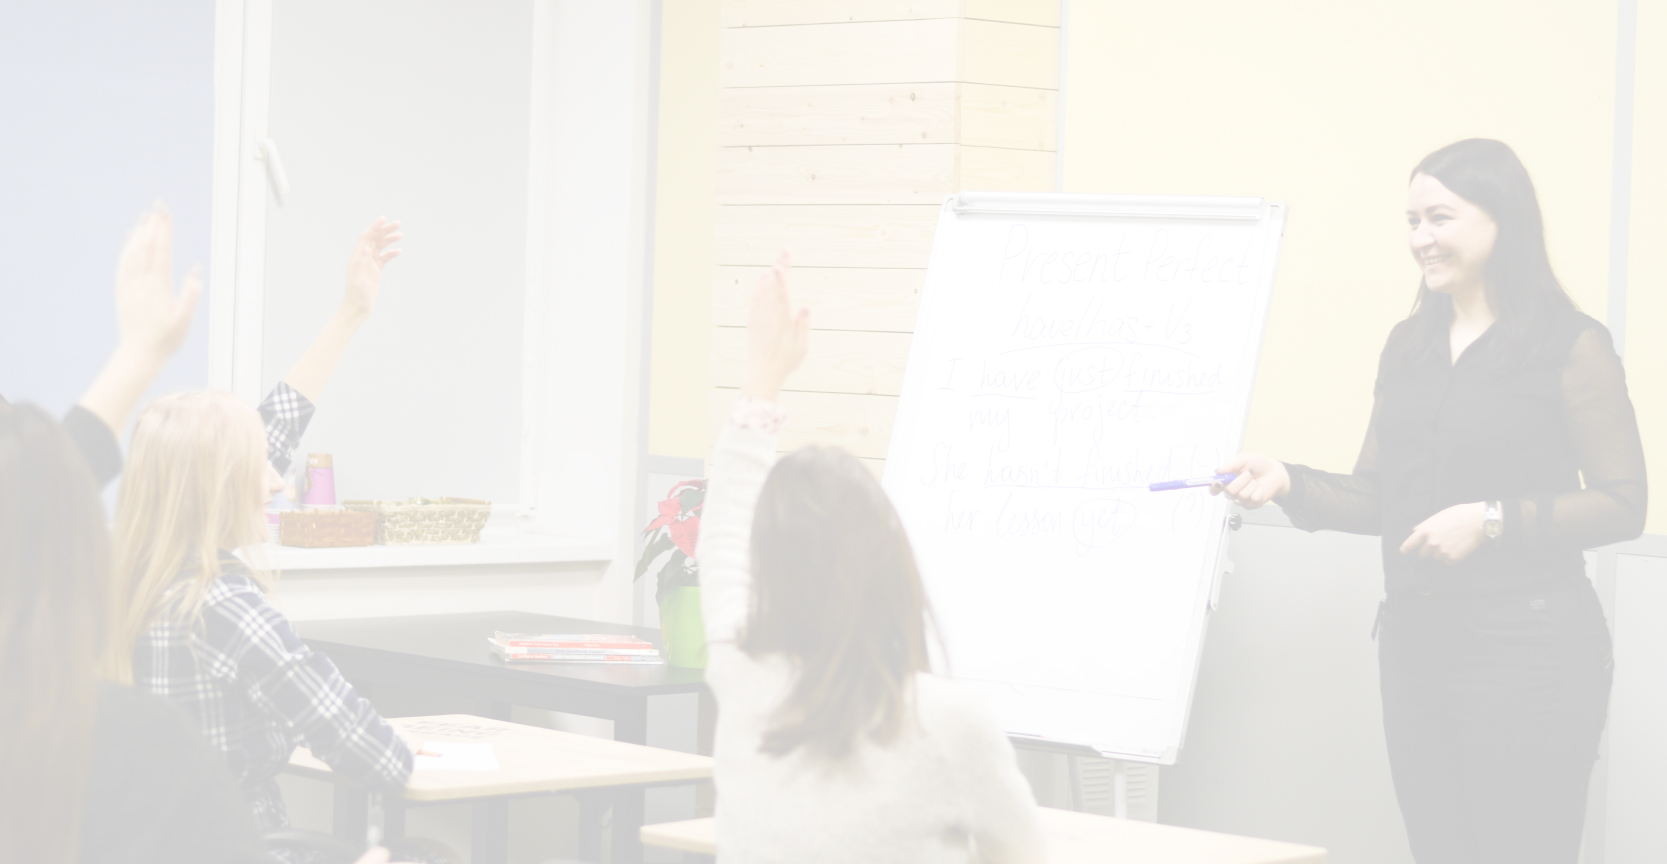 Present Perfect
have/has + V3
I have just finished
my project.
She hasn't finished (-)
her lesson yet (?)